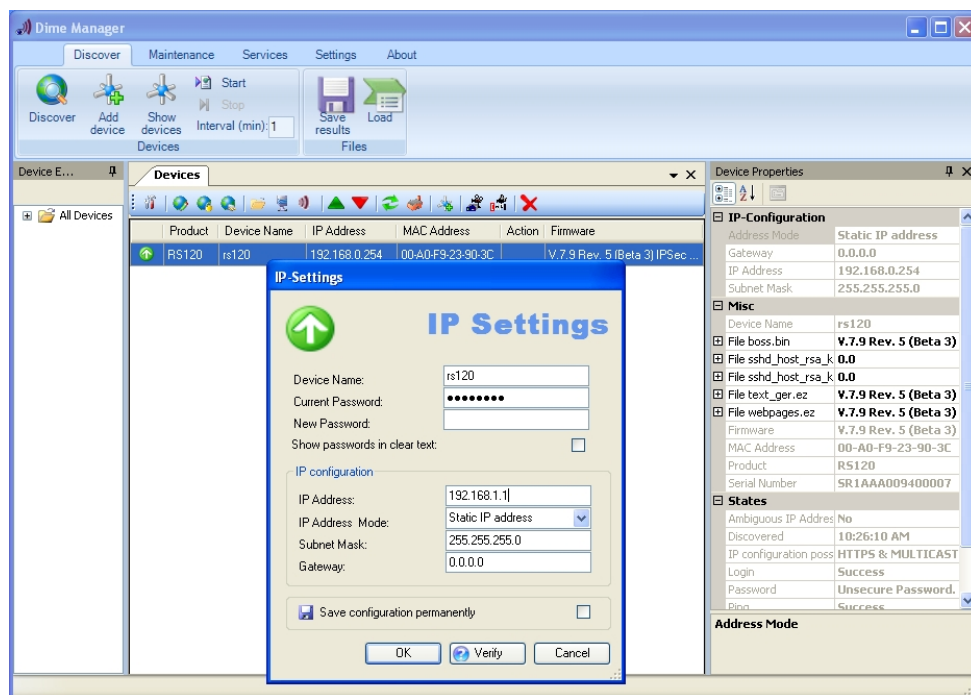 Dime Manager
Discover Maintenance Services Settings About
Discover
Add device
Show devices
Start
Stop
Interval (min): 1
Devices
Save results
Load
Files
Device E...
All Devices
Devices
Product Device Name IP Address MAC Address Action Firmware
RS120 rs120 192.168.0.254 00-A0-F9-23-90-3C V.7.9 Rev. 5 (Beta 3) IPSec ...
IP-Settings
IP Settings
Device Name: rs120
Current Password: ●●●●●●●●
New Password:
Show passwords in clear text:
IP configuration
IP Address: 192.168.1.1
IP Address Mode: Static IP address
Subnet Mask: 255.255.255.0
Gateway: 0.0.0.0
Save configuration permanently
OK Verify Cancel
Device Properties
IP-Configuration
Address Mode Static IP address
Gateway 0.0.0.0
IP Address 192.168.0.254
Subnet Mask 255.255.255.0
Misc
Device Name rs120
File boss.bin V.7.9 Rev. 5 (Beta 3)
File sshd_host_rsa_k 0.0
File sshd_host_rsa_k 0.0
File text_ger.ez V.7.9 Rev. 5 (Beta 3)
File webpages.ez V.7.9 Rev. 5 (Beta 3)
Firmware V.7.9 Rev. 5 (Beta 3)
MAC Address 00-A0-F9-23-90-3C
Product RS120
Serial Number SR1AAA009400007
States
Ambiguous IP Addres No
Discovered 10:26:10 AM
IP configuration poss HTTPS & MULTICAST
Login Success
Password Unsecure Password.
Ping Success
Address Mode